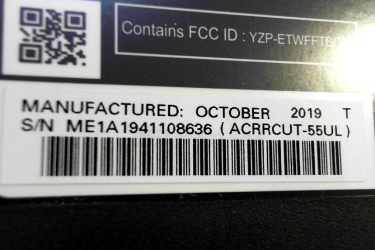 Contains FCC ID : YZP-ETWFFTB
MANUFACTURED: OCTOBER 2019 T
S/N ME1A1941108636 ( ACRRCUT-55UL )